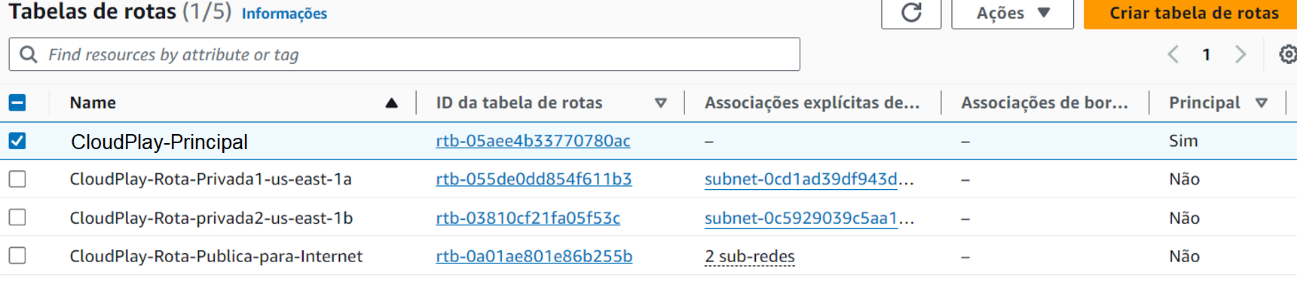 Tabelas de rotas (1/5) Informações Ações Criar tabela de rotas
Find resources by attribute or tag 1
Name ID da tabela de rotas Associações explícitas de... Associações de bor... Principal
CloudPlay-Principal rtb-05aee4b33770780ac – – Sim
CloudPlay-Rota-Privada1-us-east-1a rtb-055de0dd854f611b3 subnet-0cd1ad39df943d... – Não
CloudPlay-Rota-privada2-us-east-1b rtb-03810cf21fa05f53c subnet-0c5929039c5aa1... – Não
CloudPlay-Rota-Publica-para-Internet rtb-0a01ae801e86b255b 2 sub-redes – Não